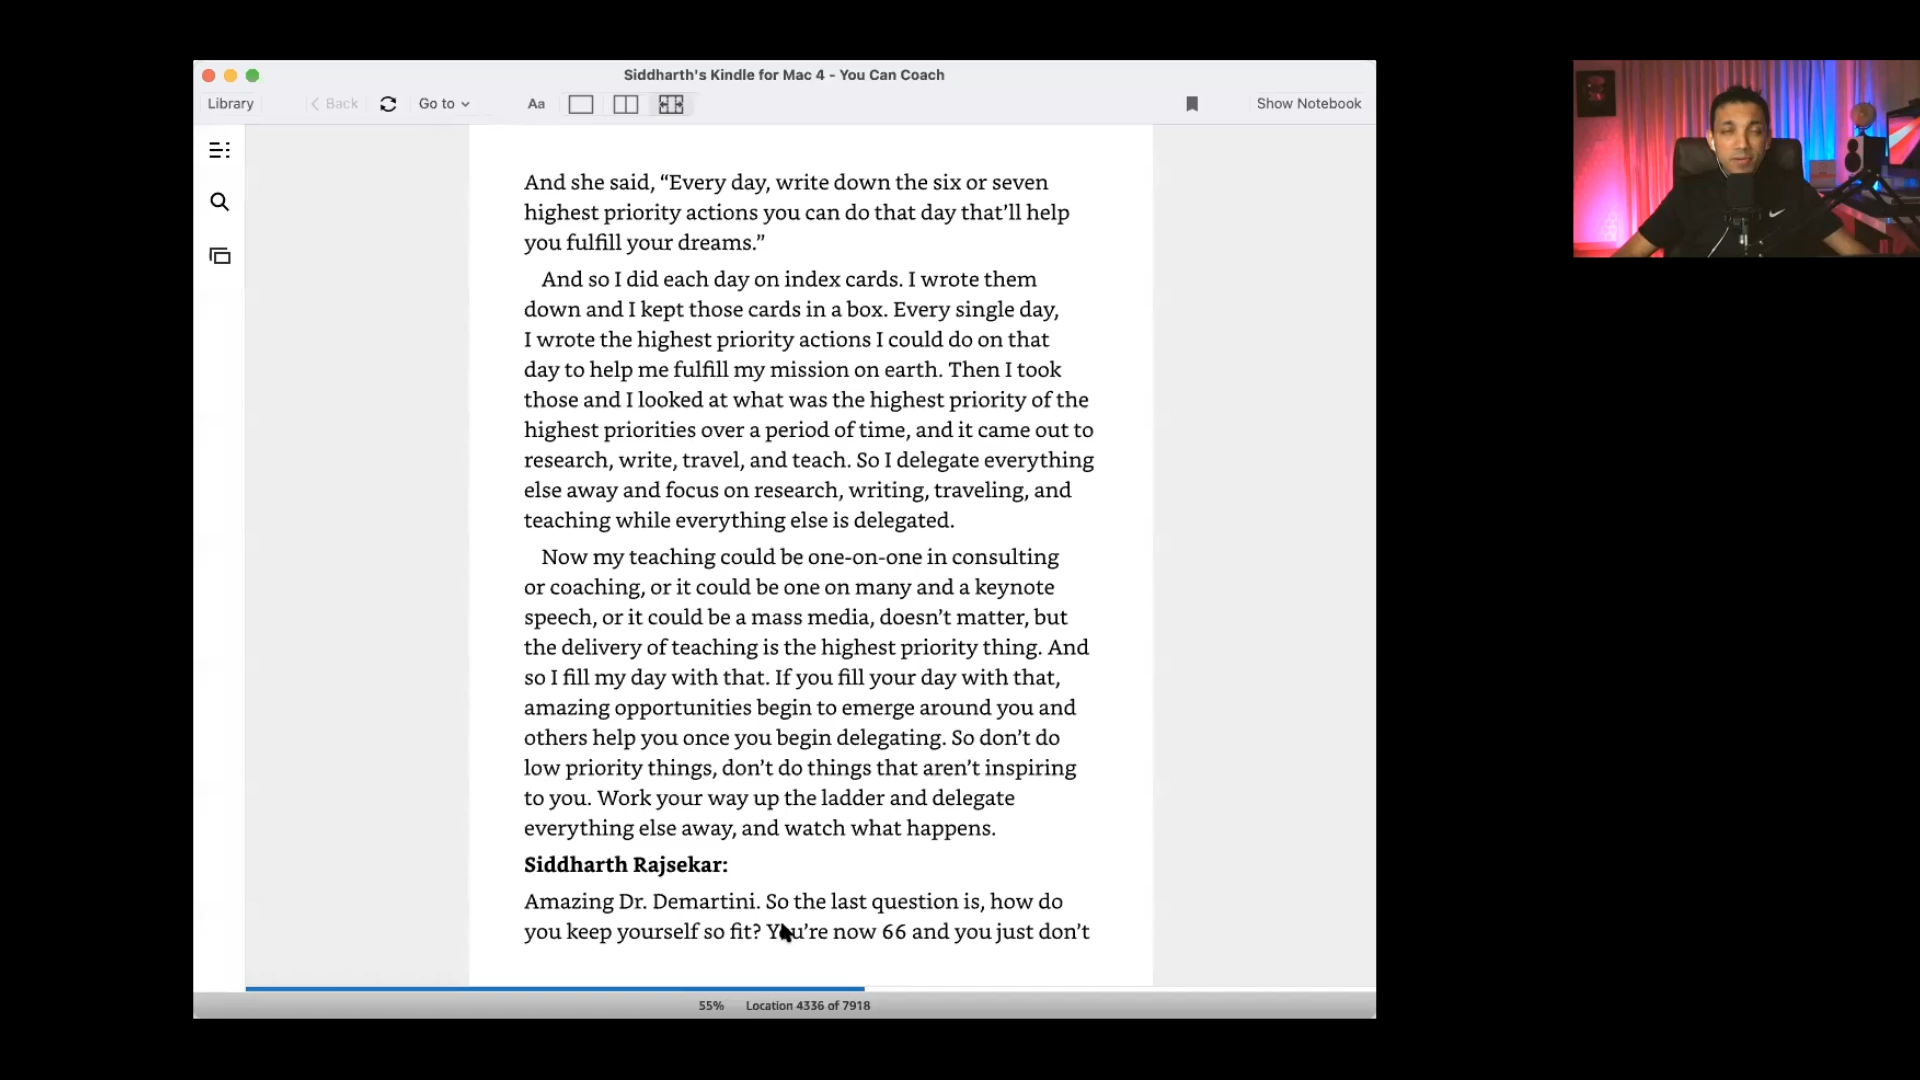 Siddharth's Kindle for Mac 4 - You Can Coach
Library
Back
Go to
Aa
Show Notebook
And she said, “Every day, write down the six or seven
highest priority actions you can do that day that’ll help
you fulfill your dreams.”
And so I did each day on index cards. I wrote them
down and I kept those cards in a box. Every single day,
I wrote the highest priority actions I could do on that
day to help me fulfill my mission on earth. Then I took
those and I looked at what was the highest priority of the
highest priorities over a period of time, and it came out to
research, write, travel, and teach. So I delegate everything
else away and focus on research, writing, traveling, and
teaching while everything else is delegated.
Now my teaching could be one-on-one in consulting
or coaching, or it could be one on many and a keynote
speech, or it could be a mass media, doesn’t matter, but
the delivery of teaching is the highest priority thing. And
so I fill my day with that. If you fill your day with that,
amazing opportunities begin to emerge around you and
others help you once you begin delegating. So don’t do
low priority things, don’t do things that aren’t inspiring
to you. Work your way up the ladder and delegate
everything else away, and watch what happens.
Siddharth Rajsekar:
Amazing Dr. Demartini. So the last question is, how do
you keep yourself so fit? You’re now 66 and you just don’t
55% Location 4336 of 7918